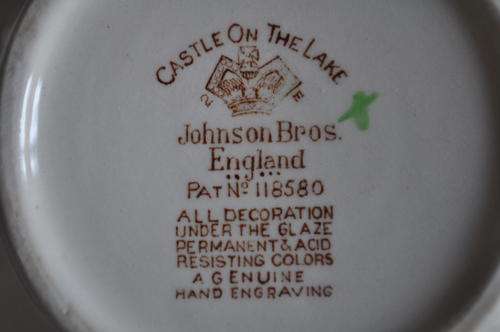 CASTLE ON THE LAKE
2 E
Johnson Bros.
England
PAT Nº 118580
ALL DECORATION
UNDER THE GLAZE
PERMANENT & ACID
RESISTING COLORS
A GENUINE
HAND ENGRAVING